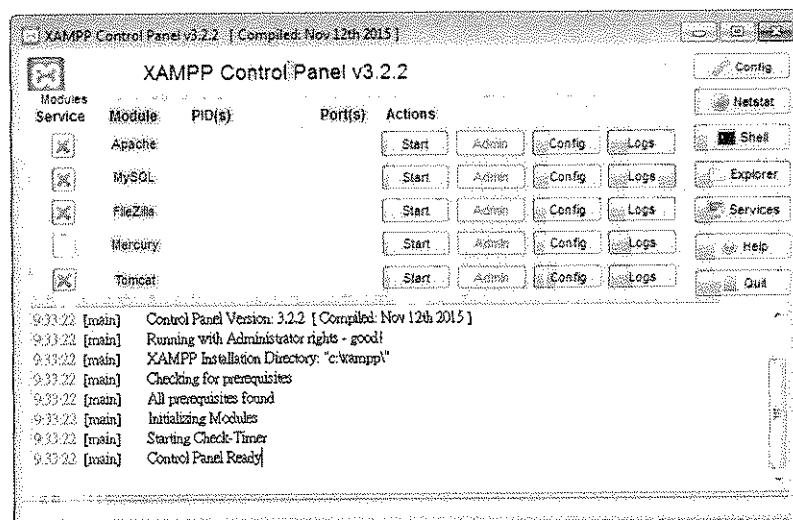 XAMPP Control Panel v3.2.2 [ Compiled: Nov 12th 2015 ]
XAMPP Control Panel v3.2.2
Config
Modules
Service Module PID(s) Port(s) Actions
Netstat
Apache Start Admin Config Logs
Shell
MySQL Start Admin Config Logs
Explorer
FileZilla Start Admin Config Logs
Services
Mercury Start Admin Config Logs
Help
Tomcat Start Admin Config Logs
Quit
9:33:22 [main] Control Panel Version: 3.2.2 [ Compiled: Nov 12th 2015 ]
9:33:22 [main] Running with Administrator rights - good!
9:33:22 [main] XAMPP Installation Directory: "c:\xampp\"
9:33:22 [main] Checking for prerequisites
9:33:22 [main] All prerequisites found
9:33:22 [main] Initializing Modules
9:33:22 [main] Starting Check-Timer
9:33:22 [main] Control Panel Ready